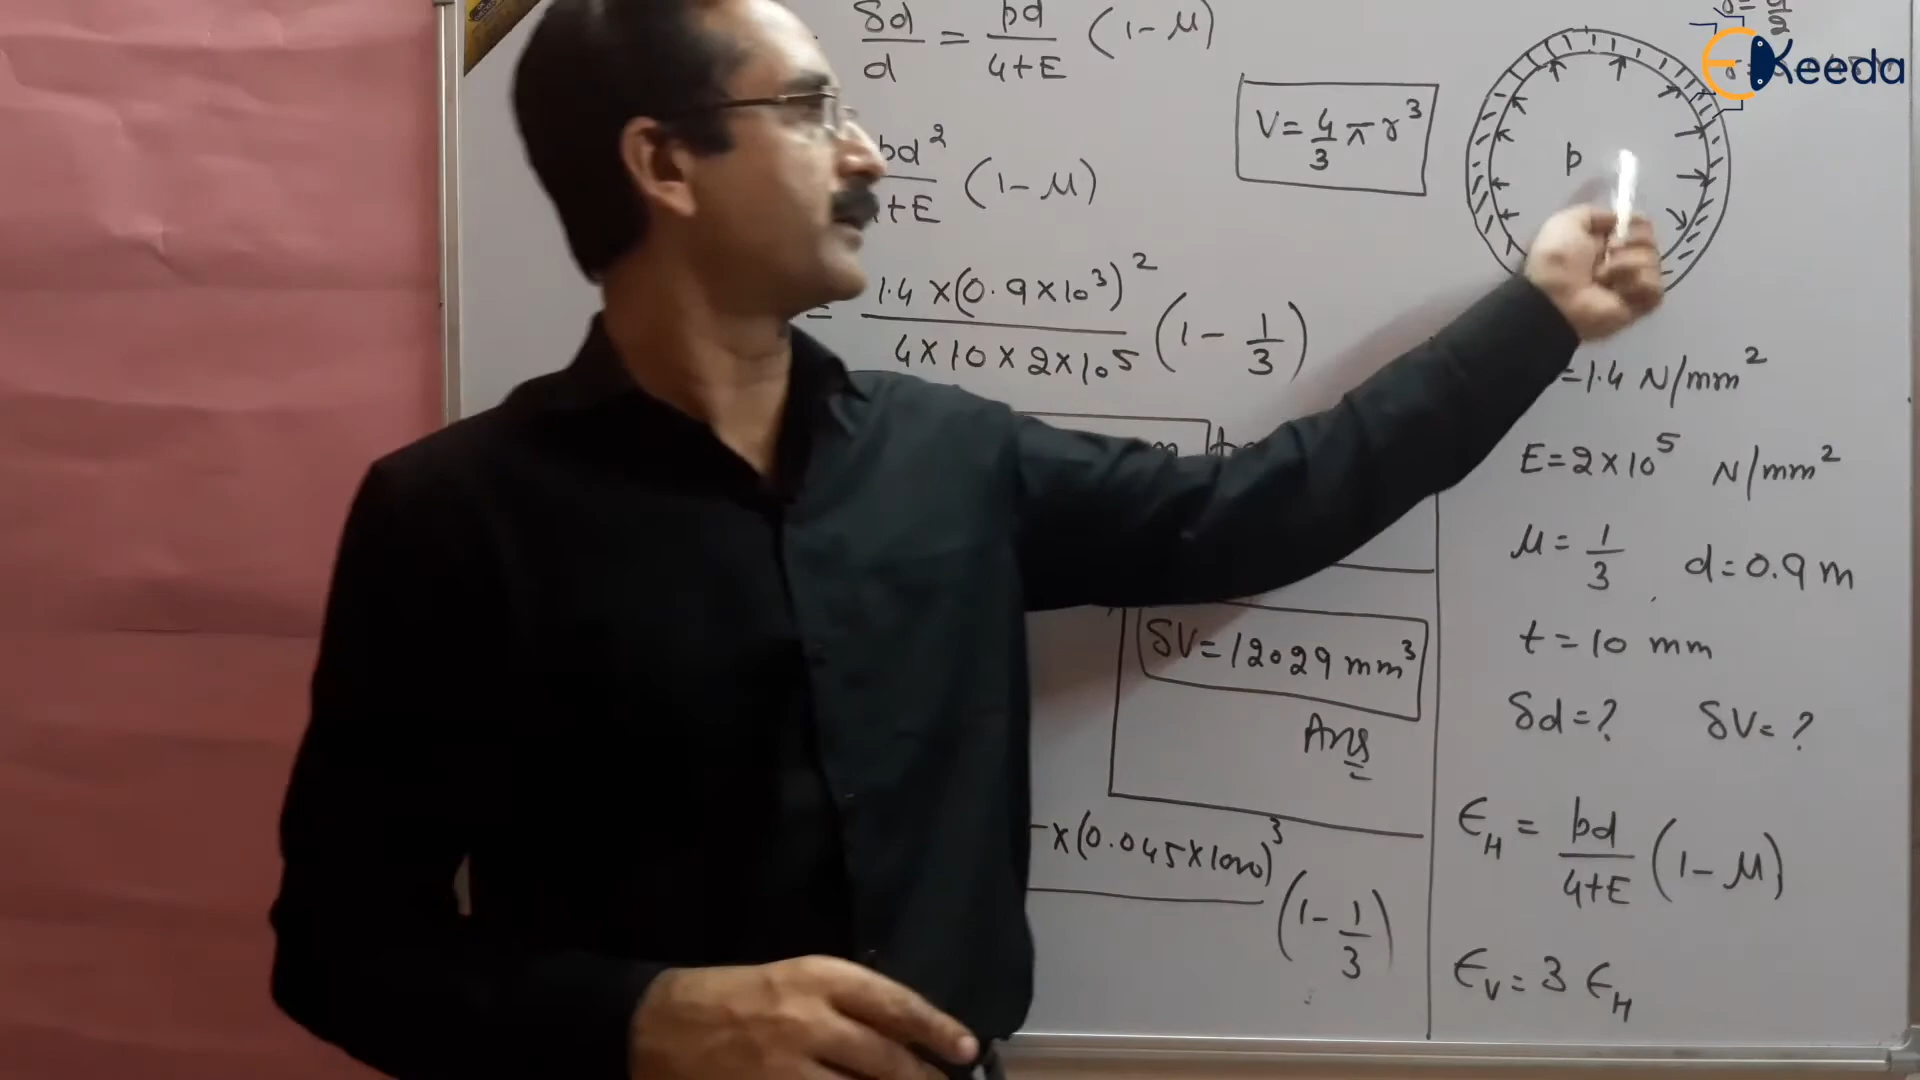 δd/d = pd/4tE (1-μ)
pd²/4tE (1-μ)
= 1.4×(0.9×10³)²/4×10×2×10⁵ (1-1/3)
δV=12029 mm³
Ans
×(0.045×1000)³
(1-1/3)
V=4/3 πr³
Keeda
p
=1.4 N/mm²
E=2×10⁵ N/mm²
μ=1/3 d=0.9 m
t=10 mm
δd=? δV=?
ϵH = pd/4tE (1-μ)
ϵV=3 ϵH